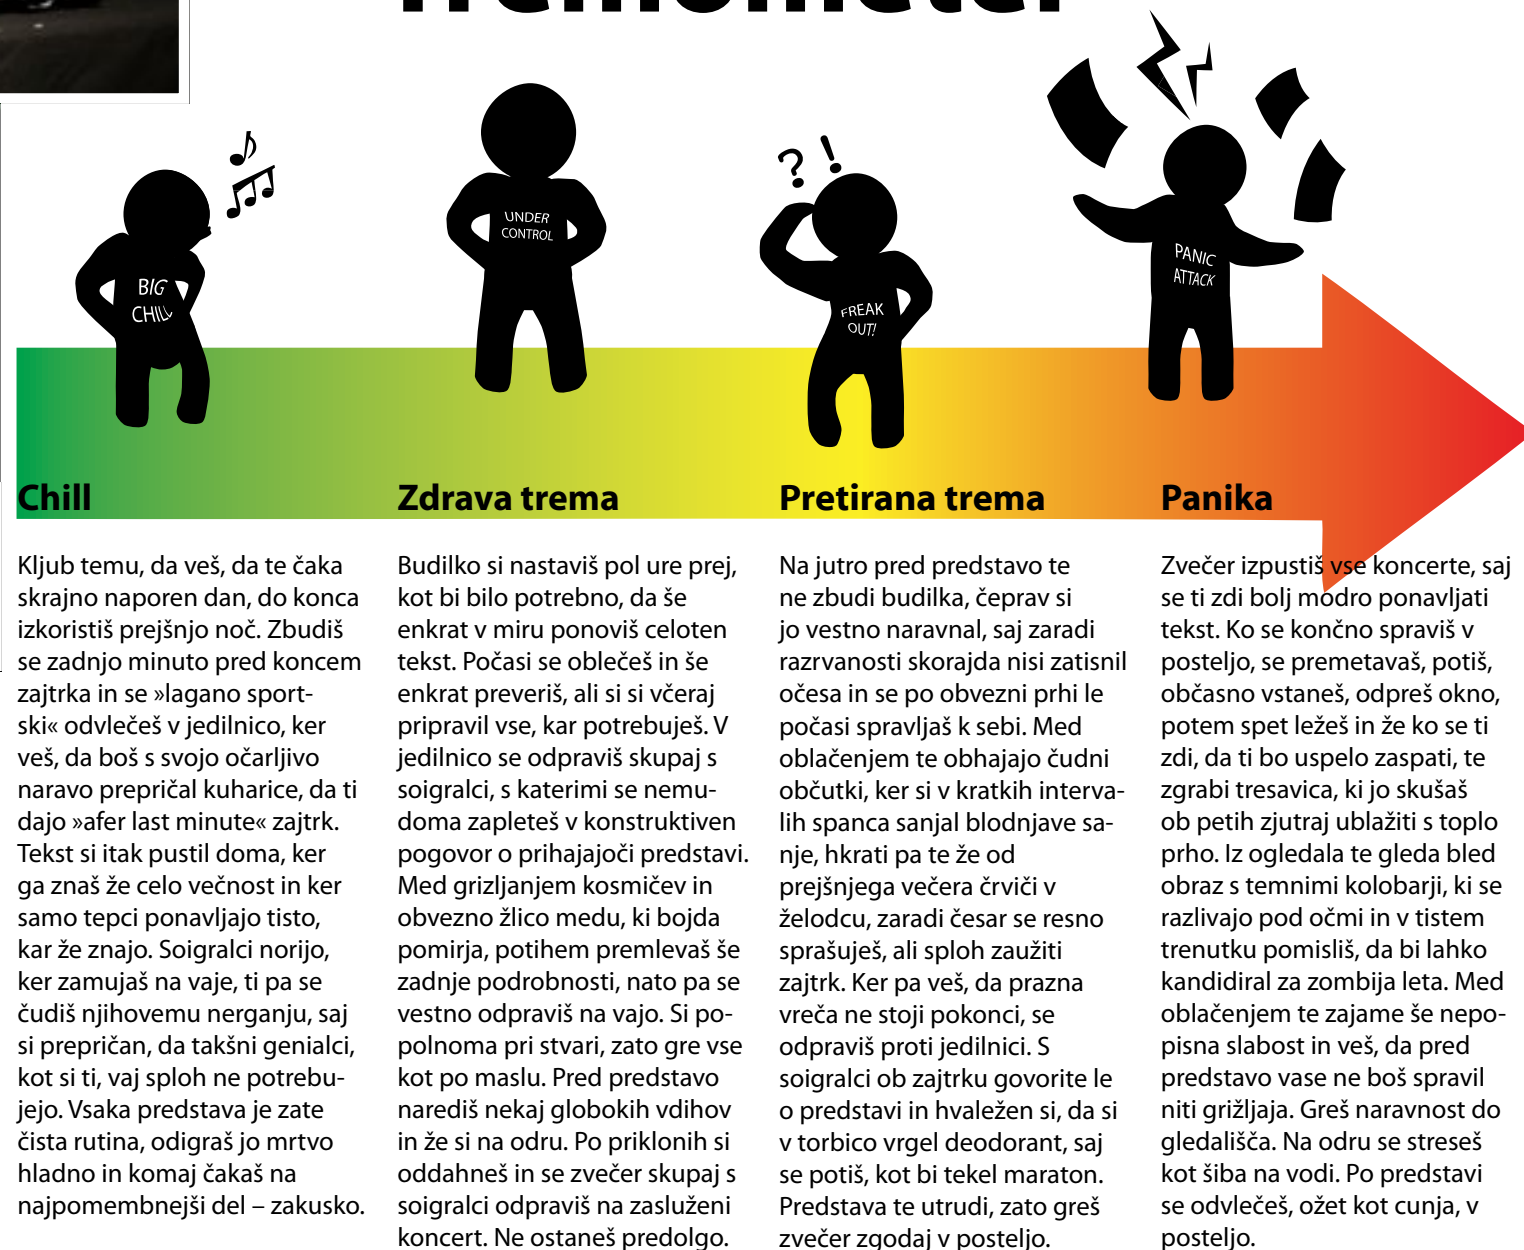 Tremometer
BIG
CHILL
UNDER
CONTROL
? !
FREAK
OUT!
PANIC
ATTACK
Chill
Kljub temu, da veš, da te čaka
skrajno naporen dan, do konca
izkoristiš prejšnjo noč. Zbudiš
se zadnjo minuto pred koncem
zajtrka in se »lagano sport-
ski« odvlečeš v jedilnico, ker
veš, da boš s svojo očarljivo
naravo prepričal kuharice, da ti
dajo »afer last minute« zajtrk.
Tekst si itak pustil doma, ker
ga znaš že celo večnost in ker
samo tepci ponavljajo tisto,
kar že znajo. Soigralci norijo,
ker zamujaš na vaje, ti pa se
čudiš njihovemu nerganju, saj
si prepričan, da takšni genialci,
kot si ti, vaj sploh ne potrebu-
jejo. Vsaka predstava je zate
čista rutina, odigraš jo mrtvo
hladno in komaj čakaš na
najpomembnejši del – zakusko.
Zdrava trema
Budilko si nastaviš pol ure prej,
kot bi bilo potrebno, da še
enkrat v miru ponoviš celoten
tekst. Počasi se oblečeš in še
enkrat preveriš, ali si si včeraj
pripravil vse, kar potrebuješ. V
jedilnico se odpraviš skupaj s
soigralci, s katerimi se nemu-
doma zapleteš v konstruktiven
pogovor o prihajajoči predstavi.
Med grizljanjem kosmičev in
obvezno žlico medu, ki bojda
pomirja, potihem premlevaš še
zadnje podrobnosti, nato pa se
vestno odpraviš na vajo. Si po-
polnoma pri stvari, zato gre vse
kot po maslu. Pred predstavo
narediš nekaj globokih vdihov
in že si na odru. Po priklonih si
oddahneš in se zvečer skupaj s
soigralci odpraviš na zasluženi
koncert. Ne ostaneš predolgo.
Pretirana trema
Na jutro pred predstavo te
ne zbudi budilka, čeprav si
jo vestno naravnal, saj zaradi
razrvanosti skorajda nisi zatisnil
očesa in se po obvezni prhi le
počasi spravljaš k sebi. Med
oblačenjem te obhajajo čudni
občutki, ker si v kratkih interva-
lih spanca sanjal blodnjave sa-
nje, hkrati pa te že od
prejšnjega večera črviči v
želodcu, zaradi česar se resno
sprašuješ, ali sploh zaužiti
zajtrk. Ker pa veš, da prazna
vreča ne stoji pokonci, se
odpraviš proti jedilnici. S
soigralci ob zajtrku govorite le
o predstavi in hvaležen si, da si
v torbico vrgel deodorant, saj
se potiš, kot bi tekel maraton.
Predstava te utrudi, zato greš
zvečer zgodaj v posteljo.
Panika
Zvečer izpustiš vse koncerte, saj
se ti zdi bolj modro ponavljati
tekst. Ko se končno spraviš v
posteljo, se premetavaš, potiš,
občasno vstaneš, odpreš okno,
potem spet ležeš in že ko se ti
zdi, da ti bo uspelo zaspati, te
zgrabi tresavica, ki jo skušaš
ob petih zjutraj ublažiti s toplo
prho. Iz ogledala te gleda bled
obraz s temnimi kolobarji, ki se
razlivajo pod očmi in v tistem
trenutku pomisliš, da bi lahko
kandidiral za zombija leta. Med
oblačenjem te zajame še nepo-
pisna slabost in veš, da pred
predstavo vase ne boš spravil
niti grižljaja. Greš naravnost do
gledališča. Na odru se streseš
kot šiba na vodi. Po predstavi
se odvlečeš, ožet kot cunja, v
posteljo.